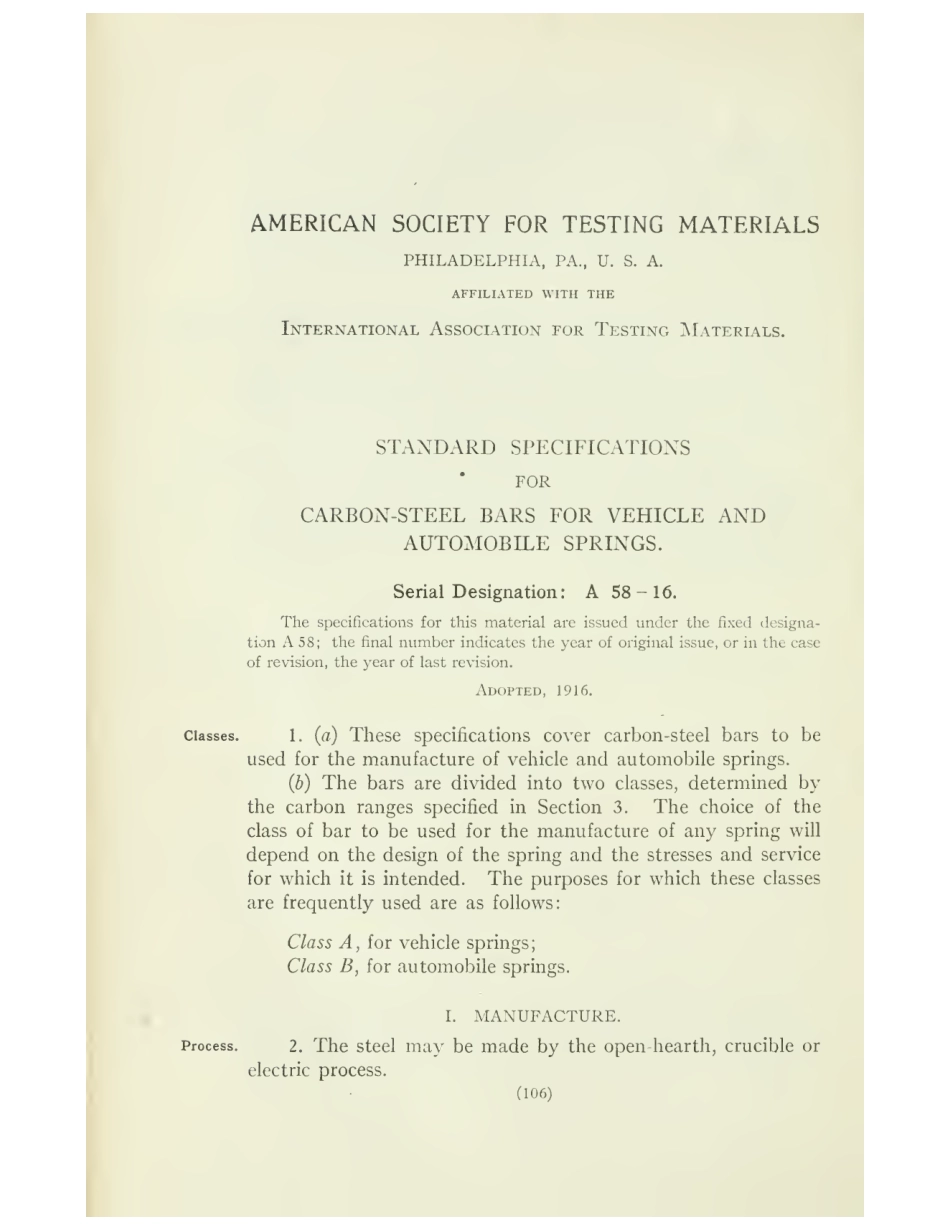 AMERICAN SOCIETY FOR TESTING MATERIALS
PHILADELPHIA, PA., U. S. A.
AFFILIATED WITH THE
INTERNATIONAL ASSOCIATION FOR TESTING MATERIALS.
STANDARD SPECIFICATIONS
FOR
CARBON-STEEL BARS FOR VEHICLE AND
AUTOMOBILE SPRINGS.
Serial Designation: A 58 – 16.
The specifications for this material are issued under the fixed designa-
tion A 58; the final number indicates the year of original issue, or in the case
of revision, the year of last revision.
ADOPTED, 1916.
Classes. 1. (a) These specifications cover carbon-steel bars to be
used for the manufacture of vehicle and automobile springs.
(b) The bars are divided into two classes, determined by
the carbon ranges specified in Section 3. The choice of the
class of bar to be used for the manufacture of any spring will
depend on the design of the spring and the stresses and service
for which it is intended. The purposes for which these classes
are frequently used are as follows:
Class A, for vehicle springs;
Class B, for automobile springs.
I. MANUFACTURE.
Process. 2. The steel may be made by the open-hearth, crucible or
electric process.
(106)